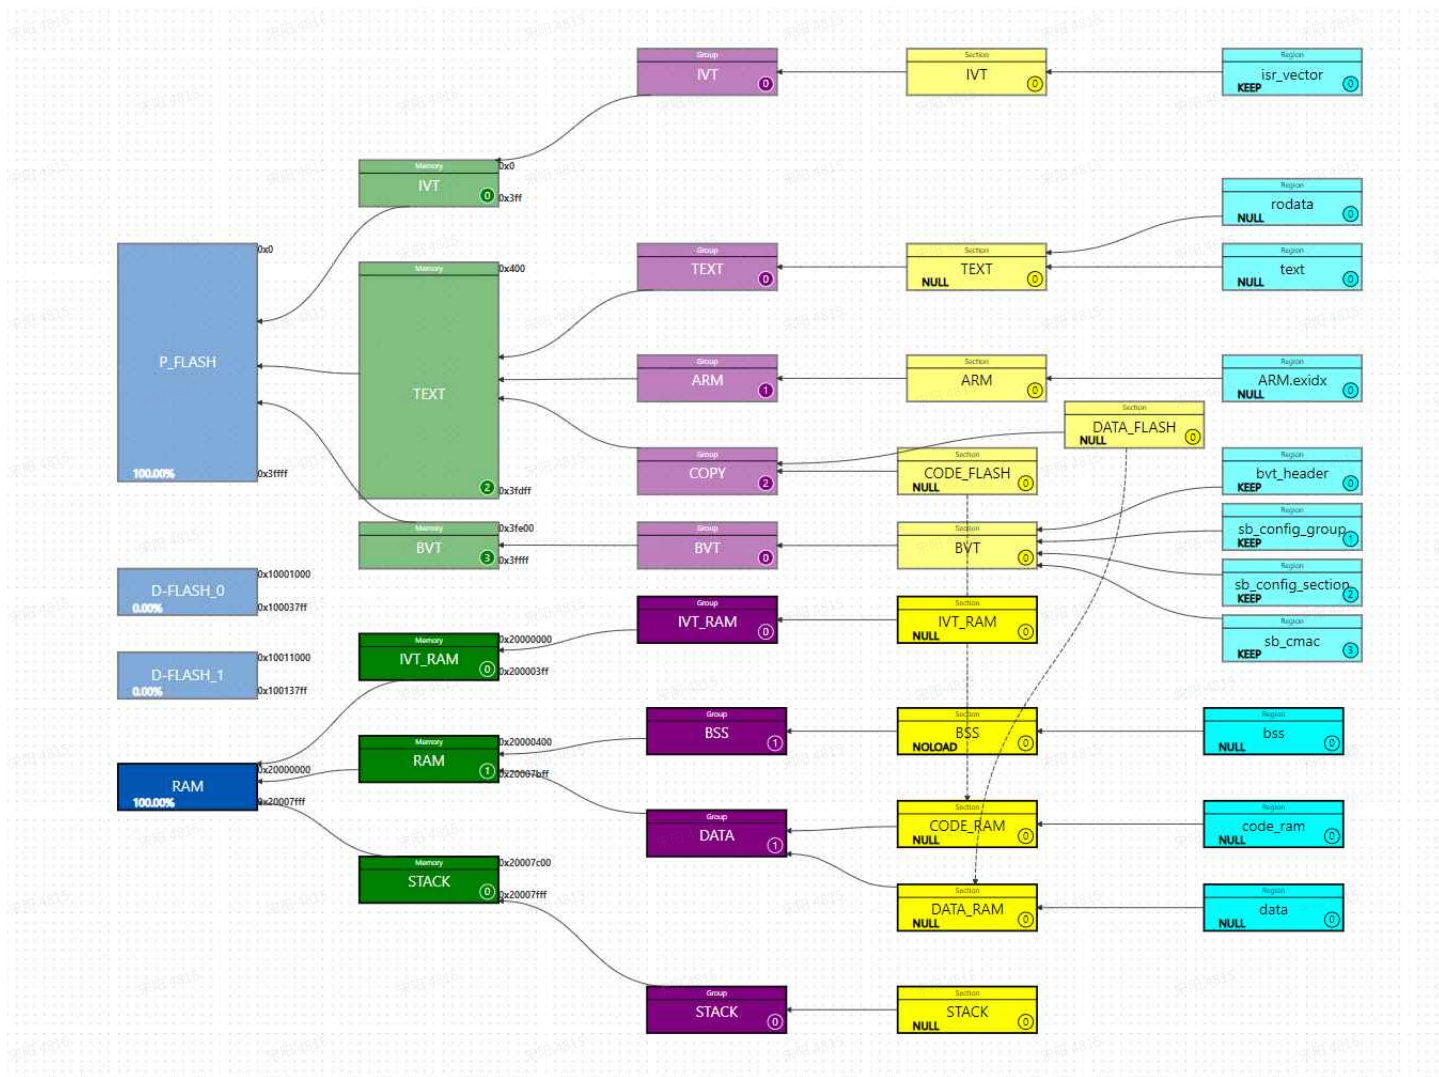 Group
IVT
0
Section
IVT
0
Region
isr_vector
KEEP
0
Memory
IVT
0
0x0
0x3ff
Region
rodata
NULL
0
P_FLASH
100.00%
0x0
0x3ffff
Memory
TEXT
2
0x400
0x3fdff
Group
TEXT
0
Section
TEXT
NULL
0
Region
text
NULL
0
Group
ARM
1
Section
ARM
0
Region
ARM.exidx
NULL
0
Section
DATA_FLASH
NULL
0
Group
COPY
2
Section
CODE_FLASH
NULL
0
Region
bvt_header
KEEP
0
Memory
BVT
3
0x3fe00
0x3ffff
Group
BVT
0
Section
BVT
0
Region
sb_config_group
KEEP
1
Region
sb_config_section
KEEP
2
D-FLASH_0
0.00%
0x10001000
0x100037ff
Group
IVT_RAM
0
Section
IVT_RAM
NULL
0
Region
sb_cmac
KEEP
3
D-FLASH_1
0.00%
0x10011000
0x100137ff
Memory
IVT_RAM
0
0x20000000
0x200003ff
Group
BSS
1
Section
BSS
NOLOAD
0
Region
bss
NULL
0
RAM
100.00%
0x20000000
0x20007fff
Memory
RAM
1
0x20000400
0x20007bff
Group
DATA
1
Section
CODE_RAM
NULL
0
Region
code_ram
NULL
0
Memory
STACK
0
0x20007c00
0x20007fff
Section
DATA_RAM
NULL
0
Region
data
NULL
0
Group
STACK
0
Section
STACK
NULL
0